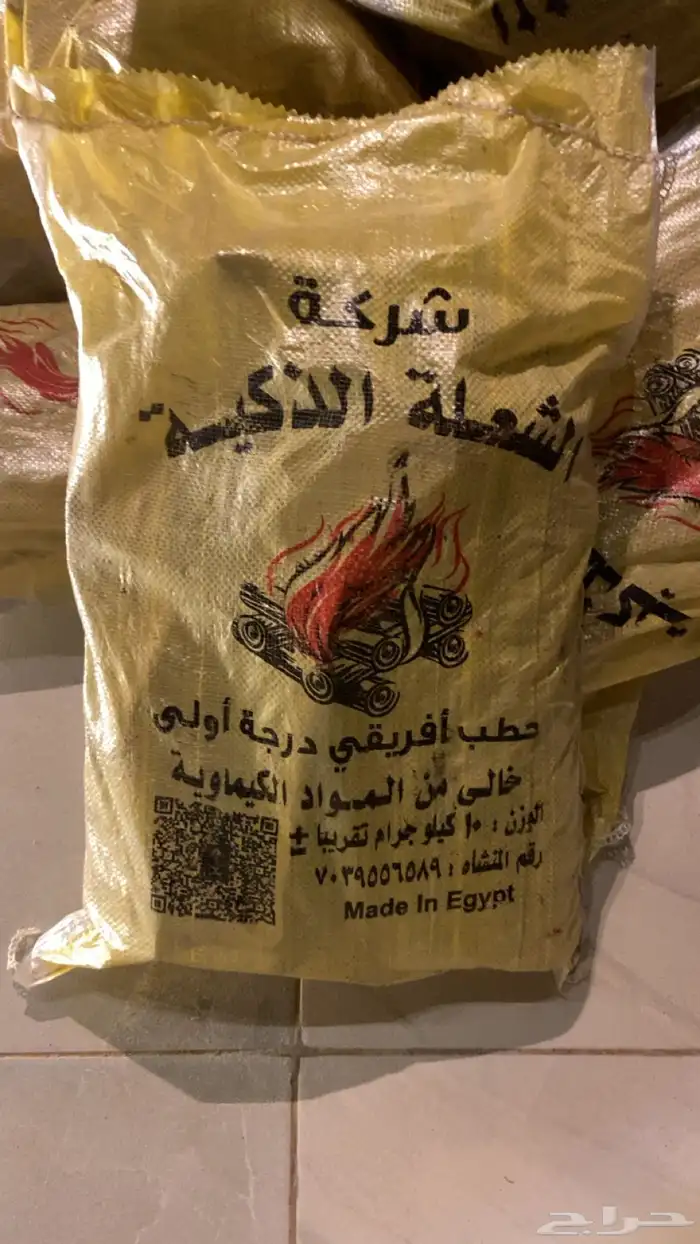 شركة
الشعلة الذكية
حطب أفريقي درجة أولى
خالى من المواد الكيماوية
الوزن : ١٠ كيلو جرام تقريبا ±
رقم المنشاه : ٧٠٣٩٥٥٦٥٨٩
Made In Egypt
حراج